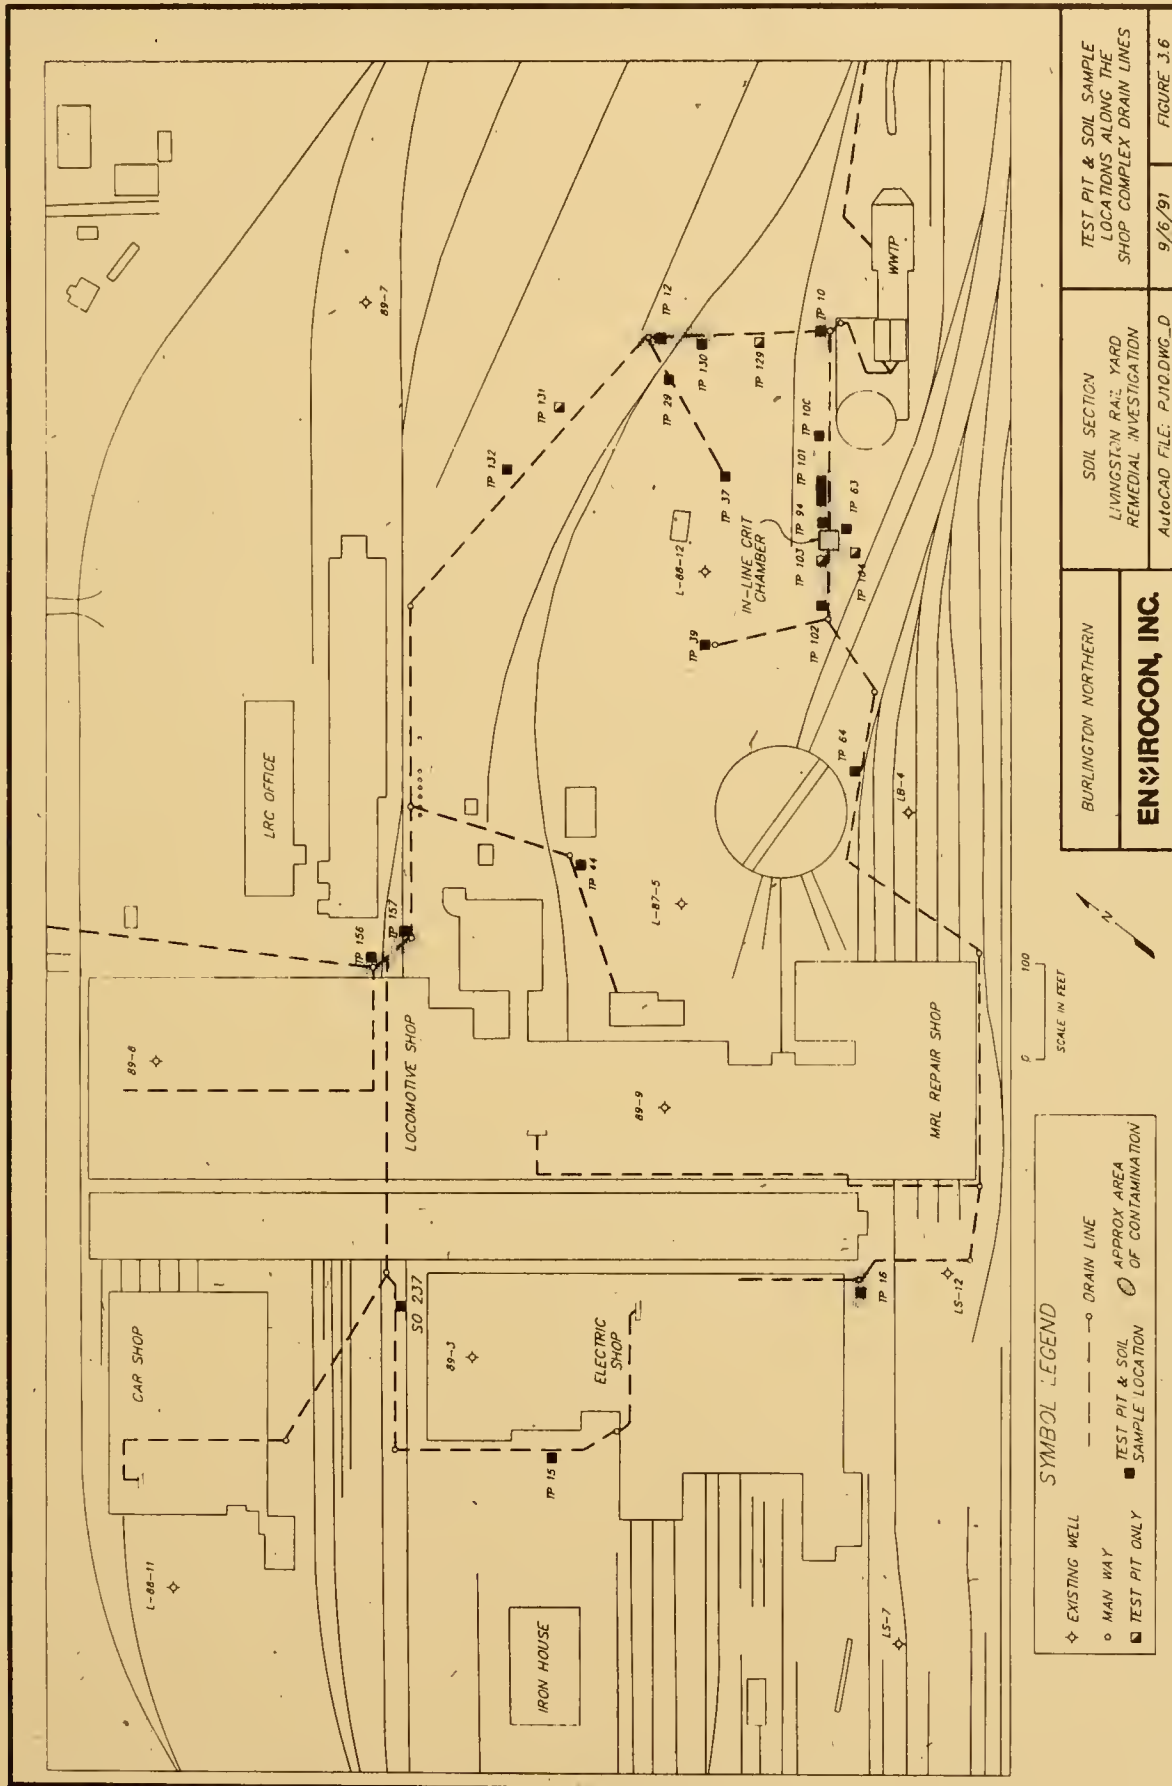 L-88-11
CAR SHOP
89-8
89-7
LRC OFFICE
TP 156
TP 157
LOCOMOTIVE SHOP
SO 237
89-3
TP 15
ELECTRIC
SHOP
IRON HOUSE
89-9
TP 44
L-87-5
TP 132
TP 131
TP 12
TP 29
TP 130
TP 37
TP 129
L-88-12
TP 39
IN-LINE GRIT
CHAMBER
TP 10
TP 10C
TP 101
TP 94
TP 63
TP 103
TP 104
TP 102
TP 64
WWTP
LB-4
MRL REPAIR SHOP
TP 16
LS-12
LS-7
SYMBOL LEGEND
EXISTING WELL
MAN WAY
TEST PIT ONLY
DRAIN LINE
TEST PIT & SOIL
SAMPLE LOCATION
APPROX AREA
OF CONTAMINATION
0 100
SCALE IN FEET
N
BURLINGTON NORTHERN
ENVIROCON, INC.
SOIL SECTION
LIVINGSTON RAIL YARD
REMEDIAL INVESTIGATION
AutoCAD FILE: PJ10.DWG_D
TEST PIT & SOIL SAMPLE
LOCATIONS ALONG THE
SHOP COMPLEX DRAIN LINES
9/6/91
FIGURE 3.6